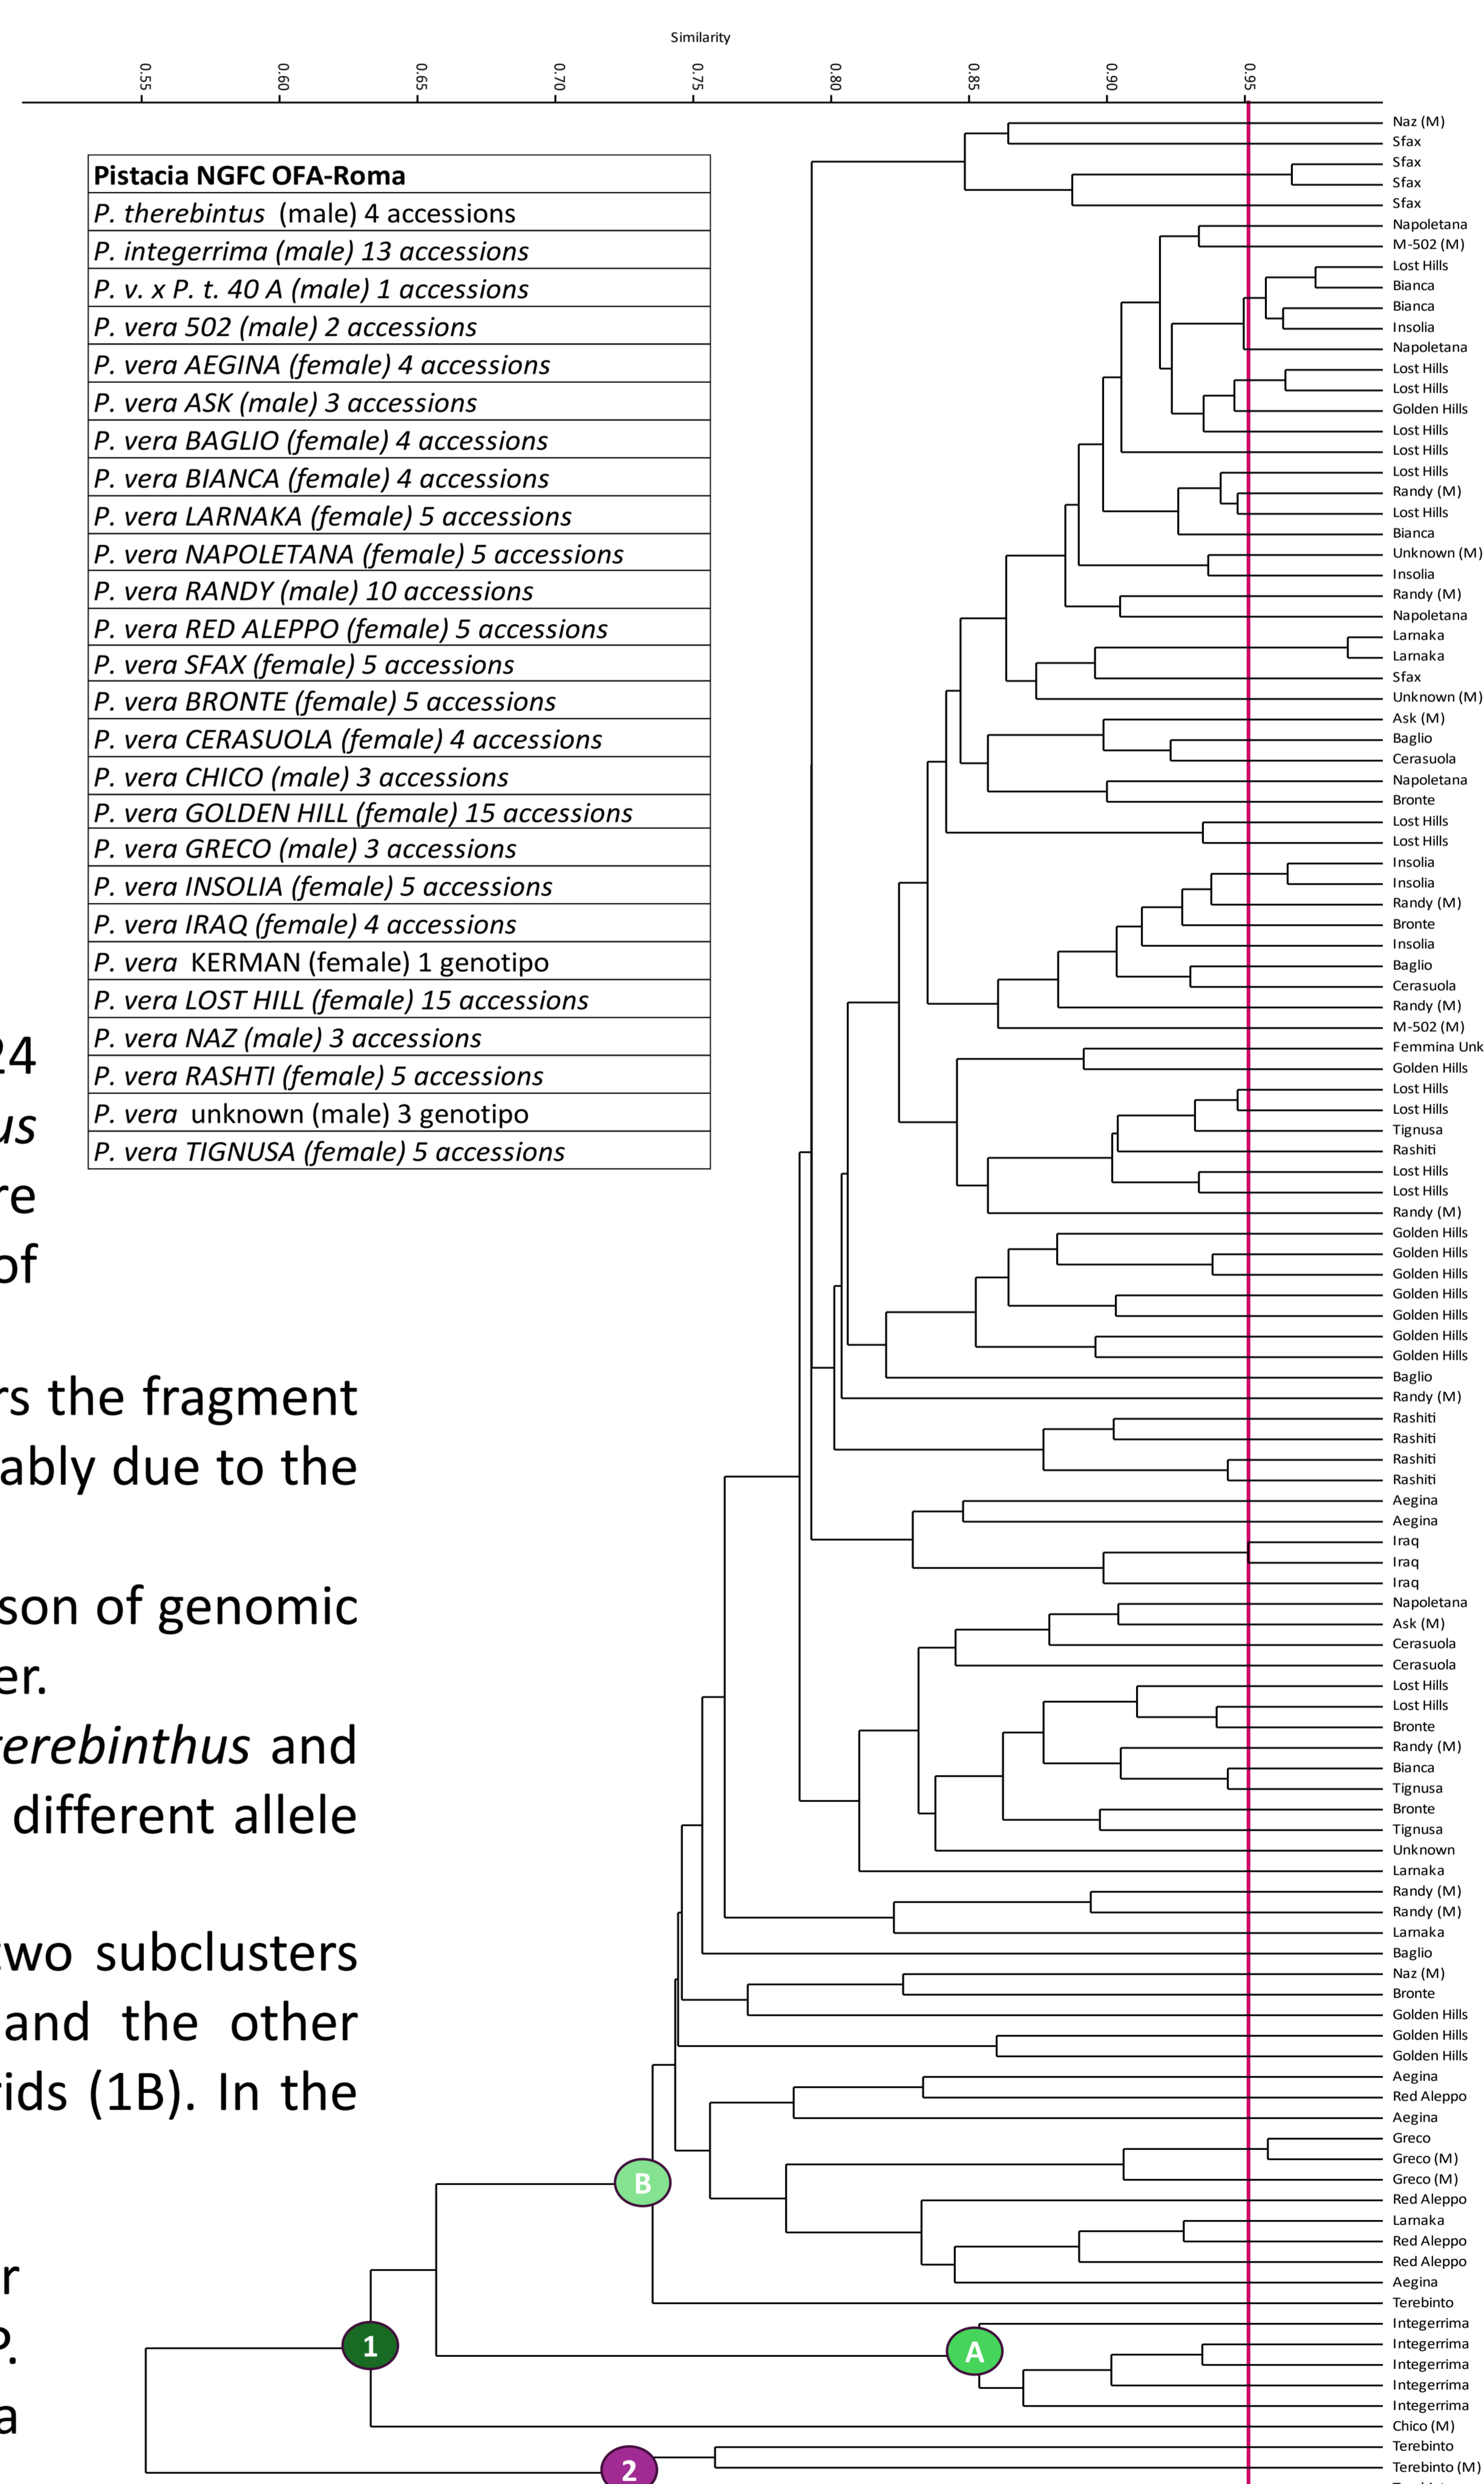 Similarity
0.55
0.60
0.65
0.70
0.75
0.80
0.85
0.90
0.95
Pistacia NGFC OFA-Roma
P. therebintus (male) 4 accessions
P. integerrima (male) 13 accessions
P. v. x P. t. 40 A (male) 1 accessions
P. vera 502 (male) 2 accessions
P. vera AEGINA (female) 4 accessions
P. vera ASK (male) 3 accessions
P. vera BAGLIO (female) 4 accessions
P. vera BIANCA (female) 4 accessions
P. vera LARNAKA (female) 5 accessions
P. vera NAPOLETANA (female) 5 accessions
P. vera RANDY (male) 10 accessions
P. vera RED ALEPPO (female) 5 accessions
P. vera SFAX (female) 5 accessions
P. vera BRONTE (female) 5 accessions
P. vera CERASUOLA (female) 4 accessions
P. vera CHICO (male) 3 accessions
P. vera GOLDEN HILL (female) 15 accessions
P. vera GRECO (male) 3 accessions
P. vera INSOLIA (female) 5 accessions
P. vera IRAQ (female) 4 accessions
P. vera KERMAN (female) 1 genotipo
P. vera LOST HILL (female) 15 accessions
P. vera NAZ (male) 3 accessions
P. vera RASHTI (female) 5 accessions
P. vera unknown (male) 3 genotipo
P. vera TIGNUSA (female) 5 accessions
24
us
re
of
rs the fragment
ably due to the
son of genomic
er.
terebinthus and
different allele
two subclusters
and the other
rids (1B). In the
r
P.
a
Naz (M)
Sfax
Sfax
Sfax
Sfax
Napoletana
M-502 (M)
Lost Hills
Bianca
Bianca
Insolia
Napoletana
Lost Hills
Lost Hills
Golden Hills
Lost Hills
Lost Hills
Lost Hills
Randy (M)
Lost Hills
Bianca
Unknown (M)
Insolia
Randy (M)
Napoletana
Larnaka
Larnaka
Sfax
Unknown (M)
Ask (M)
Baglio
Cerasuola
Napoletana
Bronte
Lost Hills
Lost Hills
Insolia
Insolia
Randy (M)
Bronte
Insolia
Baglio
Cerasuola
Randy (M)
M-502 (M)
Femmina Unk
Golden Hills
Lost Hills
Lost Hills
Tignusa
Rashiti
Lost Hills
Lost Hills
Randy (M)
Golden Hills
Golden Hills
Golden Hills
Golden Hills
Golden Hills
Golden Hills
Golden Hills
Baglio
Randy (M)
Rashiti
Rashiti
Rashiti
Rashiti
Aegina
Aegina
Iraq
Iraq
Iraq
Napoletana
Ask (M)
Cerasuola
Cerasuola
Lost Hills
Lost Hills
Bronte
Randy (M)
Bianca
Tignusa
Bronte
Tignusa
Unknown
Larnaka
Randy (M)
Randy (M)
Larnaka
Baglio
Naz (M)
Bronte
Golden Hills
Golden Hills
Golden Hills
Aegina
Red Aleppo
Aegina
Greco
Greco (M)
Greco (M)
Red Aleppo
Larnaka
Red Aleppo
Red Aleppo
Aegina
Terebinto
Integerrima
Integerrima
Integerrima
Integerrima
Integerrima
Chico (M)
Terebinto
Terebinto (M)
B
1
A
2